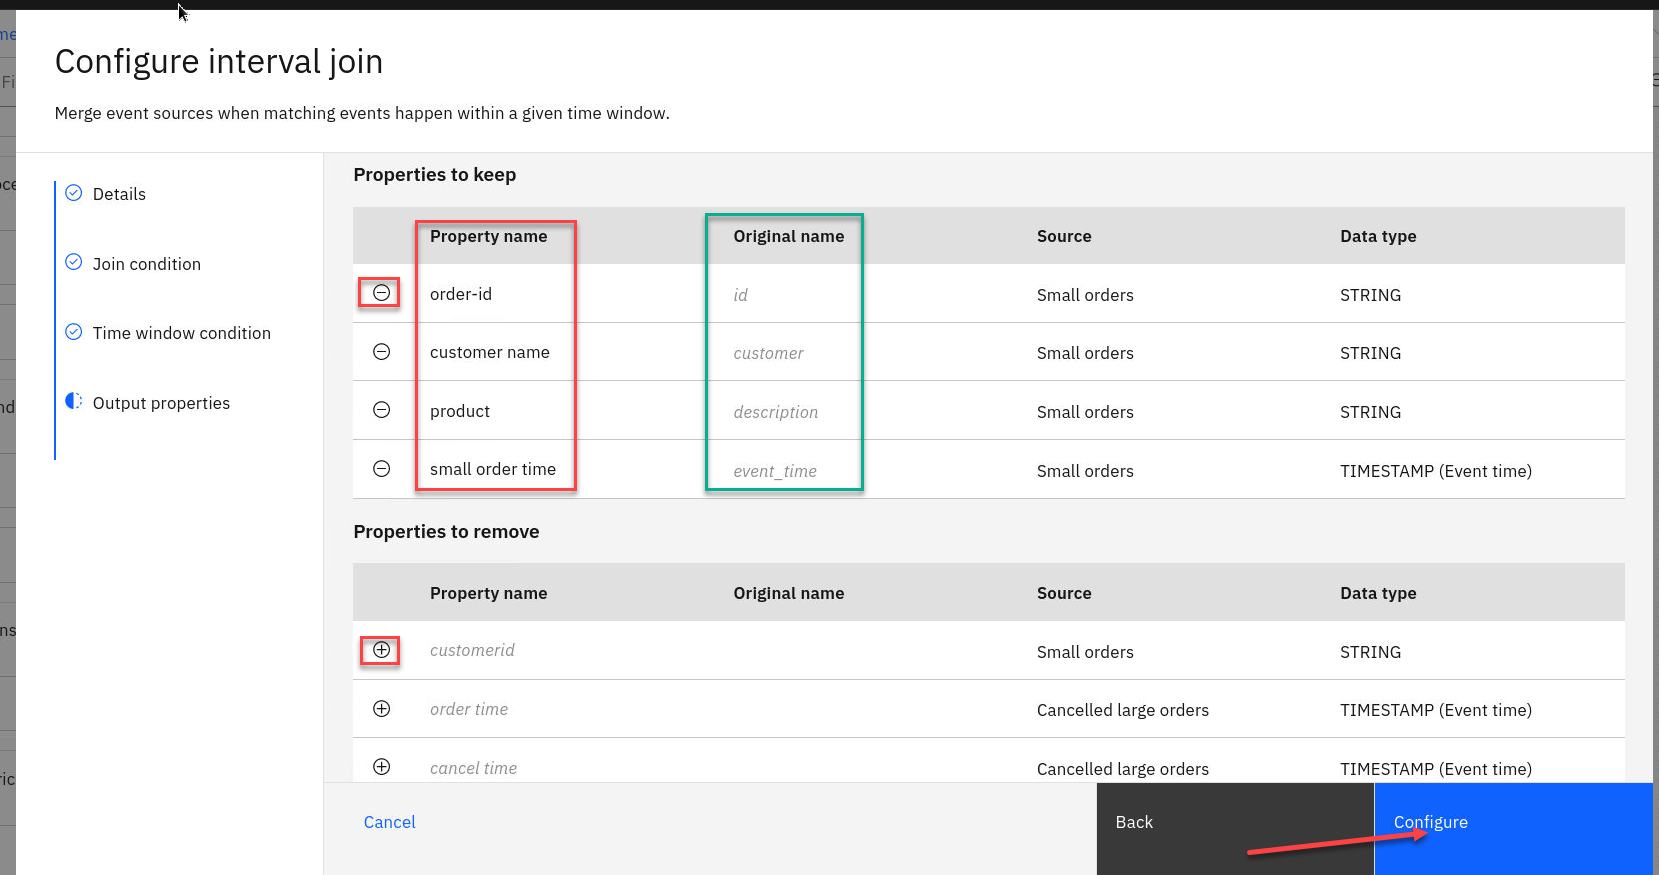 Configure interval join
Merge event sources when matching events happen within a given time window.
Details
Join condition
Time window condition
Output properties
Properties to keep
Property name Original name Source Data type
order-id id Small orders STRING
customer name customer Small orders STRING
product description Small orders STRING
small order time event_time Small orders TIMESTAMP (Event time)
Properties to remove
Property name Original name Source Data type
customerid Small orders STRING
order time Cancelled large orders TIMESTAMP (Event time)
cancel time Cancelled large orders TIMESTAMP (Event time)
Cancel Back Configure